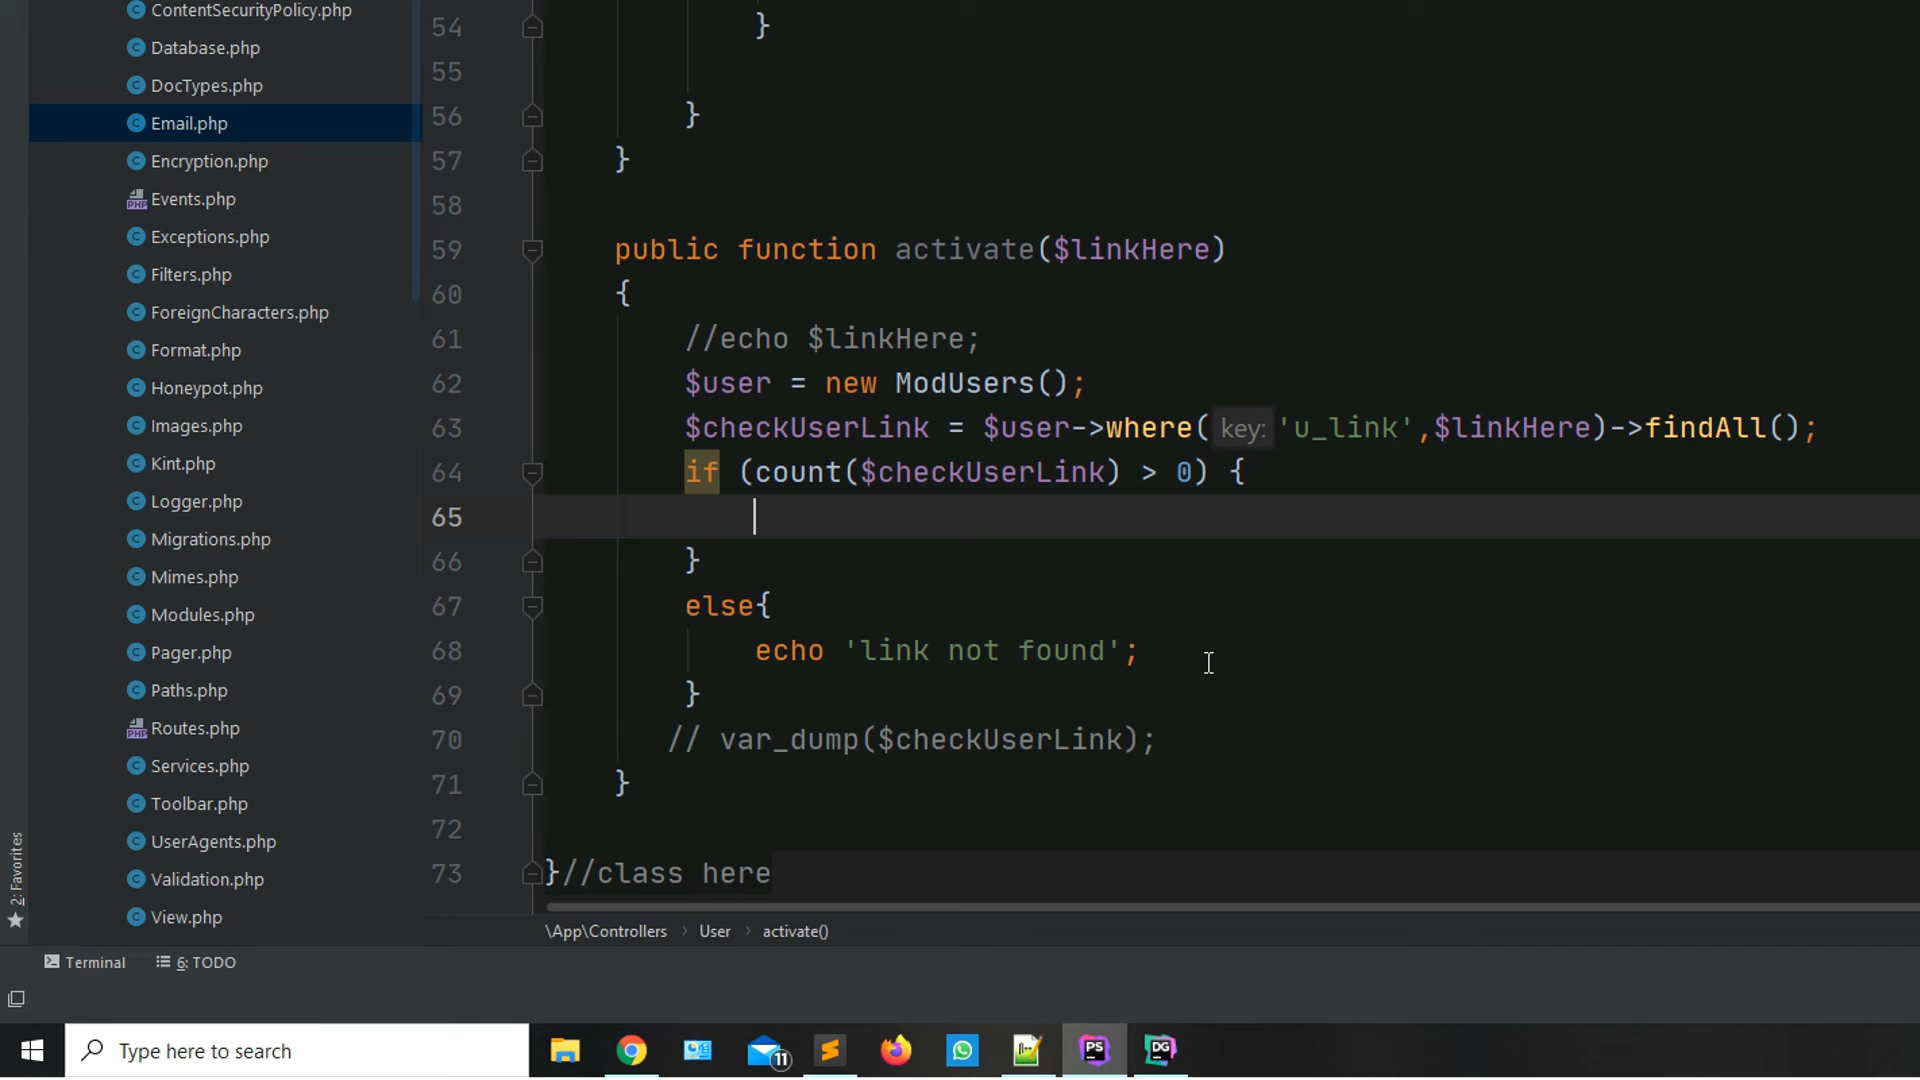 ContentSecurityPolicy.php
Database.php
DocTypes.php
Email.php
Encryption.php
Events.php
Exceptions.php
Filters.php
ForeignCharacters.php
Format.php
Honeypot.php
Images.php
Kint.php
Logger.php
Migrations.php
Mimes.php
Modules.php
Pager.php
Paths.php
Routes.php
Services.php
Toolbar.php
UserAgents.php
Validation.php
View.php
2: Favorites
54 }
55
56 }
57 }
58
59 public function activate($linkHere)
60 {
61 //echo $linkHere;
62 $user = new ModUsers();
63 $checkUserLink = $user->where( key: 'u_link',$linkHere)->findAll();
64 if (count($checkUserLink) > 0) {
65
66 }
67 else{
68 echo 'link not found';
69 }
70 // var_dump($checkUserLink);
71 }
72
73 }//class here
\App\Controllers › User › activate()
Terminal 6: TODO
Type here to search
11
PS
DG